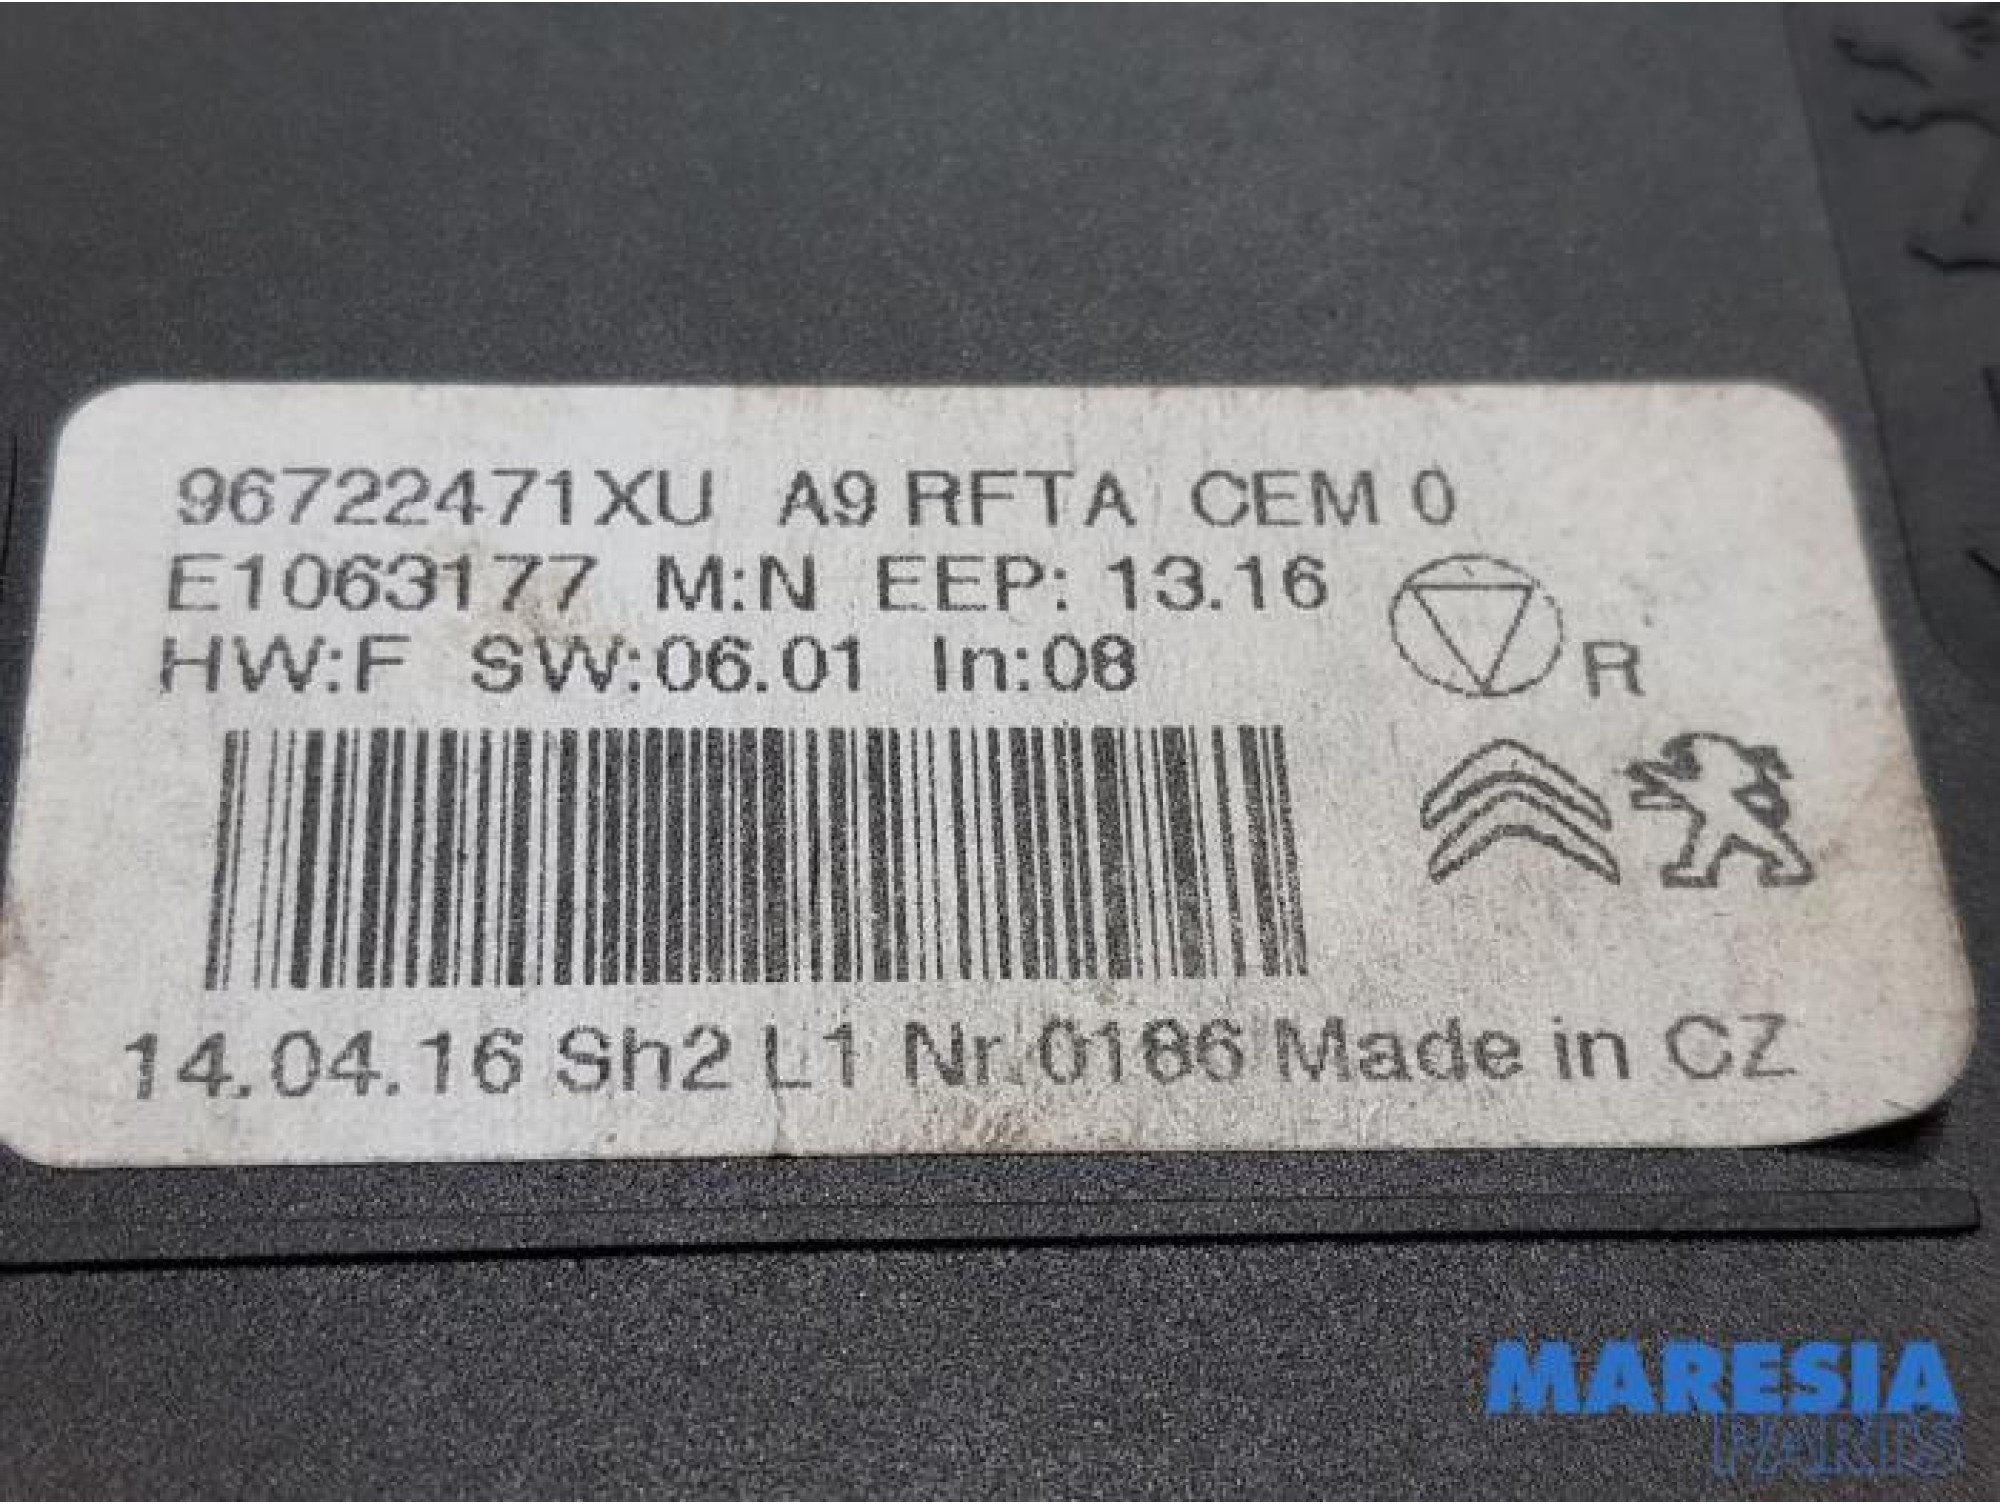 96722471XU A9 RFTA CEM 0
E1063177 M:N EEP: 13.16
HW:F SW:06.01 In:08
R
14.04.16 Sh2 L1 Nr.0186 Made in CZ
MARESIA
PARTS